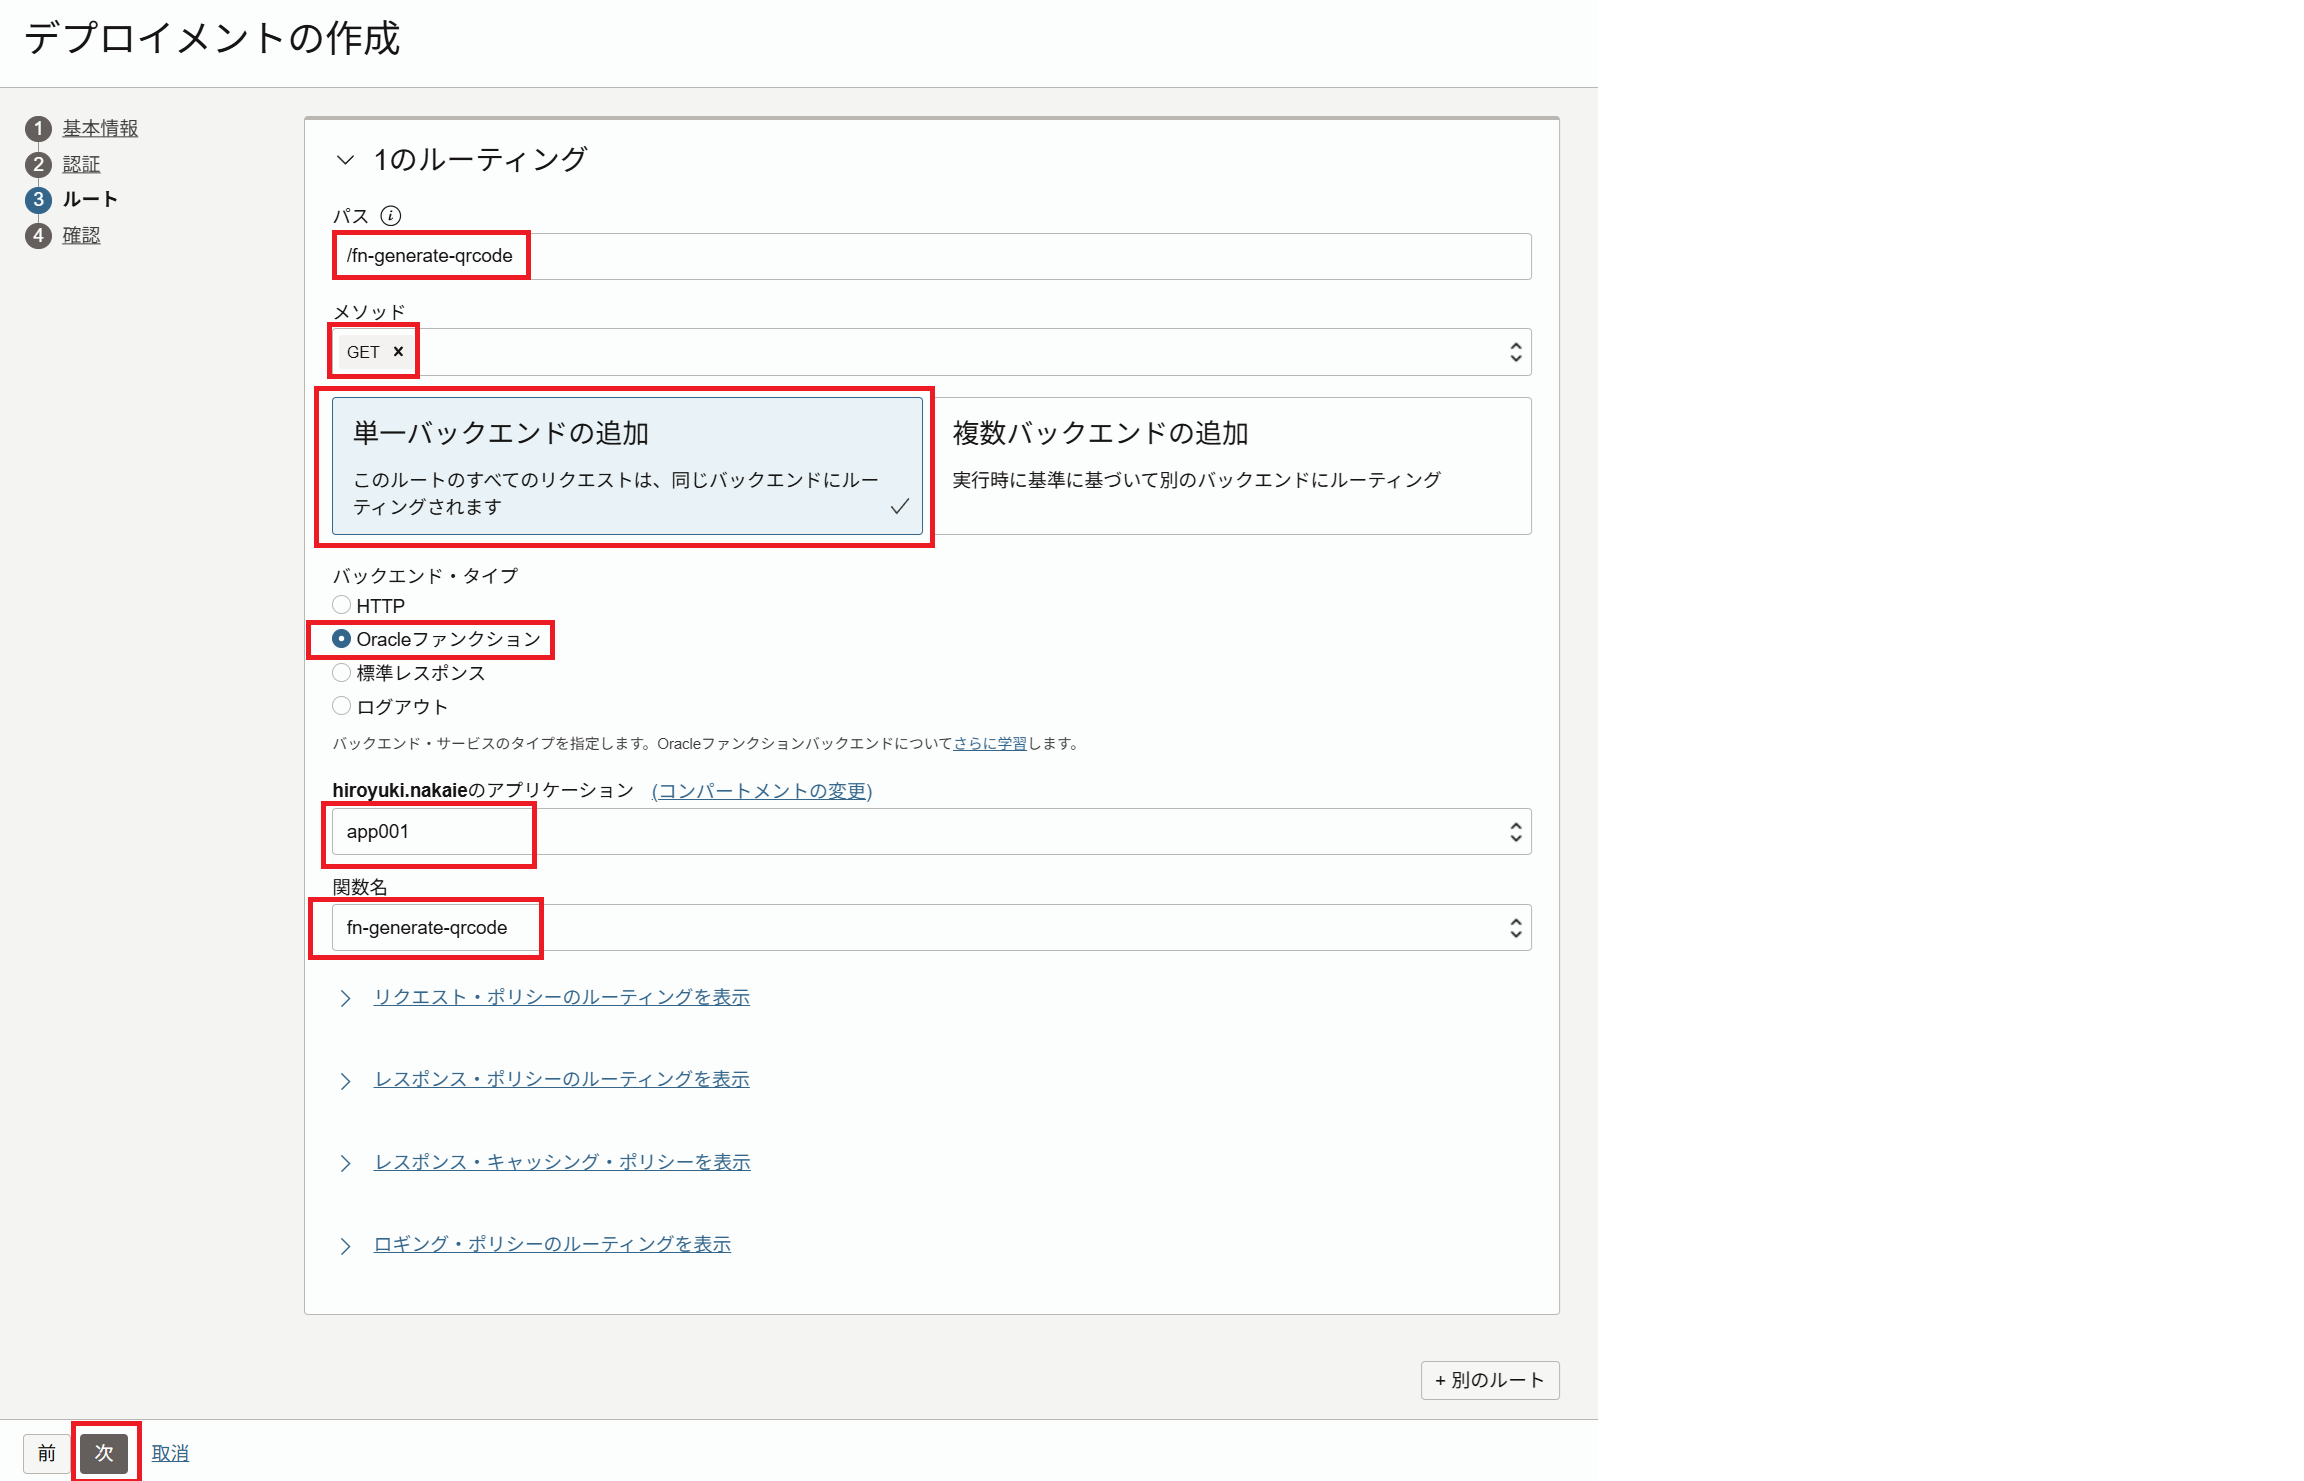 デプロイメントの作成
1 基本情報
2 認証
3 ルート
4 確認
1のルーティング
パス i
/fn-generate-qrcode
メソッド
GET ×
単一バックエンドの追加
このルートのすべてのリクエストは、同じバックエンドにルー
ティングされます
複数バックエンドの追加
実行時に基準に基づいて別のバックエンドにルーティング
バックエンド・タイプ
HTTP
Oracleファンクション
標準レスポンス
ログアウト
バックエンド・サービスのタイプを指定します。Oracleファンクションバックエンドについてさらに学習します。
hiroyuki.nakaieのアプリケーション (コンパートメントの変更)
app001
関数名
fn-generate-qrcode
リクエスト・ポリシーのルーティングを表示
レスポンス・ポリシーのルーティングを表示
レスポンス・キャッシング・ポリシーを表示
ロギング・ポリシーのルーティングを表示
+ 別のルート
前 次 取消